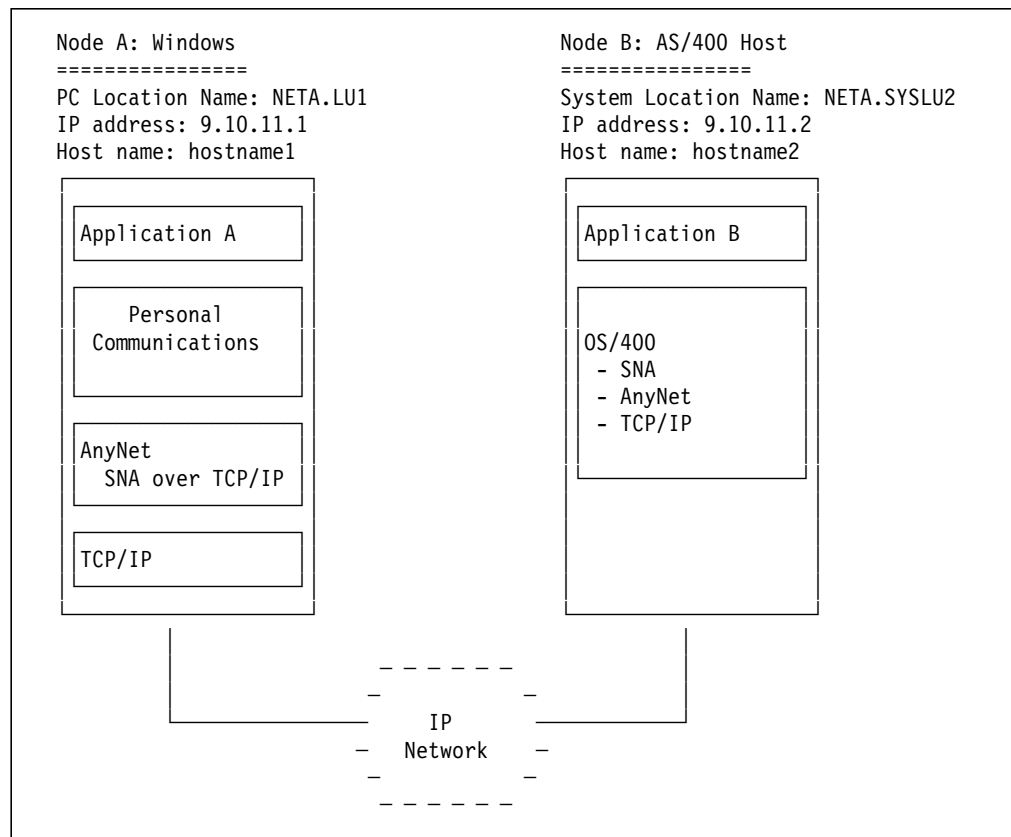 Node A: Windows
================
PC Location Name: NETA.LU1
IP address: 9.10.11.1
Host name: hostname1
Application A
Personal
Communications
AnyNet
SNA over TCP/IP
TCP/IP
Node B: AS/400 Host
================
System Location Name: NETA.SYSLU2
IP address: 9.10.11.2
Host name: hostname2
Application B
OS/400
- SNA
- AnyNet
- TCP/IP
IP
Network